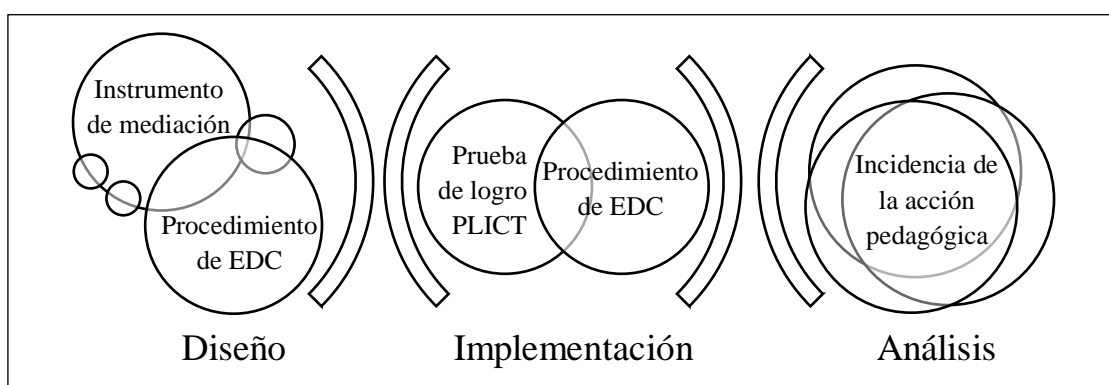 Instrumento
de mediación
Procedimiento
de EDC
Prueba
de logro
PLICT
Procedimiento
de EDC
Incidencia de
la acción
pedagógica
Diseño
Implementación
Análisis